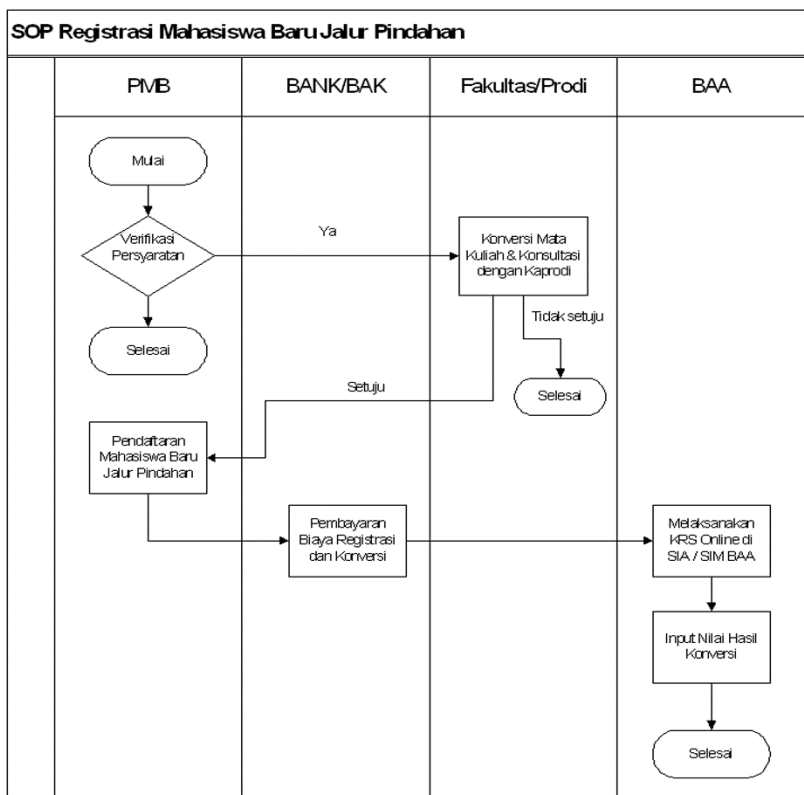 SOP Registrasi Mahasiswa Baru Jalur Pindahan
PMB
BANK/BAK
Fakultas/Prodi
BAA
Mulai
Verifikasi
Persyaratan
Ya
Konversi Mata
Kuliah & Konsultasi
dengan Kaprodi
Tidak setuju
Selesai
Setuju
Selesai
Pendaftaran
Mahasiswa Baru
Jalur Pindahan
Pembayaran
Biaya Registrasi
dan Konversi
Melaksanakan
KRS Online di
SIA / SIM BAA
Input Nilai Hasil
Konversi
Selesai